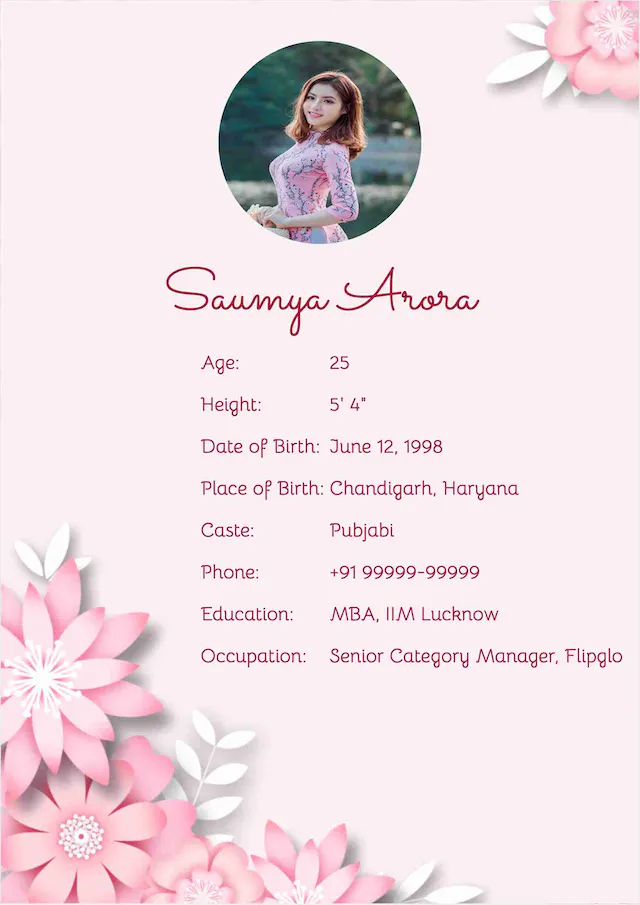 Saumya Arora
Age: 25
Height: 5' 4"
Date of Birth: June 12, 1998
Place of Birth: Chandigarh, Haryana
Caste: Pubjabi
Phone: +91 99999-99999
Education: MBA, IIM Lucknow
Occupation: Senior Category Manager, Flipglo